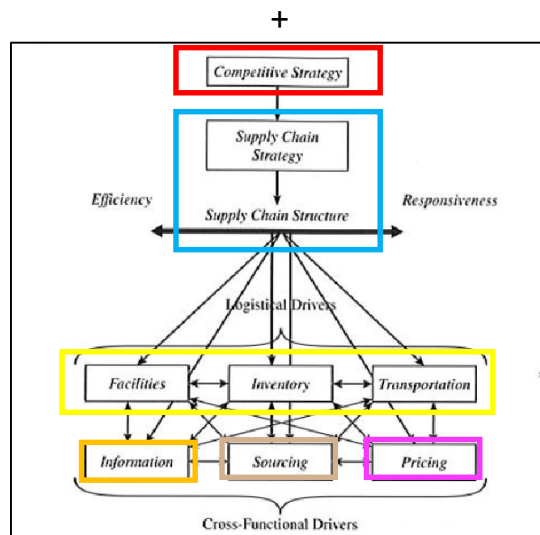 +
Competitive Strategy
Supply Chain
Strategy
Efficiency
Responsiveness
Supply Chain Structure
Logistical Drivers
Facilities
Inventory
Transportation
Information
Sourcing
Pricing
Cross-Functional Drivers